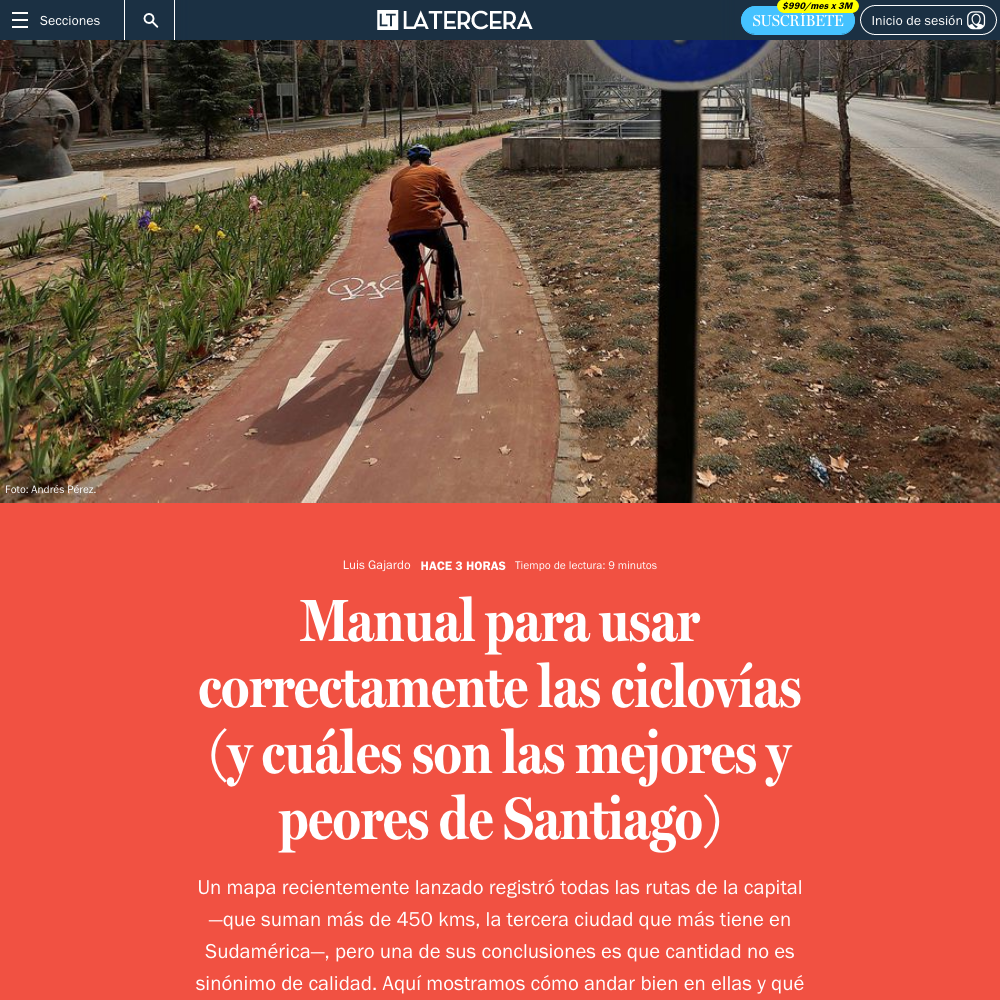 Secciones
LT LATERCERA
$990/mes x 3M
SUSCRÍBETE
Inicio de sesión
Foto: Andrés Pérez.
Luis Gajardo HACE 3 HORAS Tiempo de lectura: 9 minutos
Manual para usar
correctamente las ciclovías
(y cuáles son las mejores y
peores de Santiago)
Un mapa recientemente lanzado registró todas las rutas de la capital
—que suman más de 450 kms, la tercera ciudad que más tiene en
Sudamérica—, pero una de sus conclusiones es que cantidad no es
sinónimo de calidad. Aquí mostramos cómo andar bien en ellas y qué